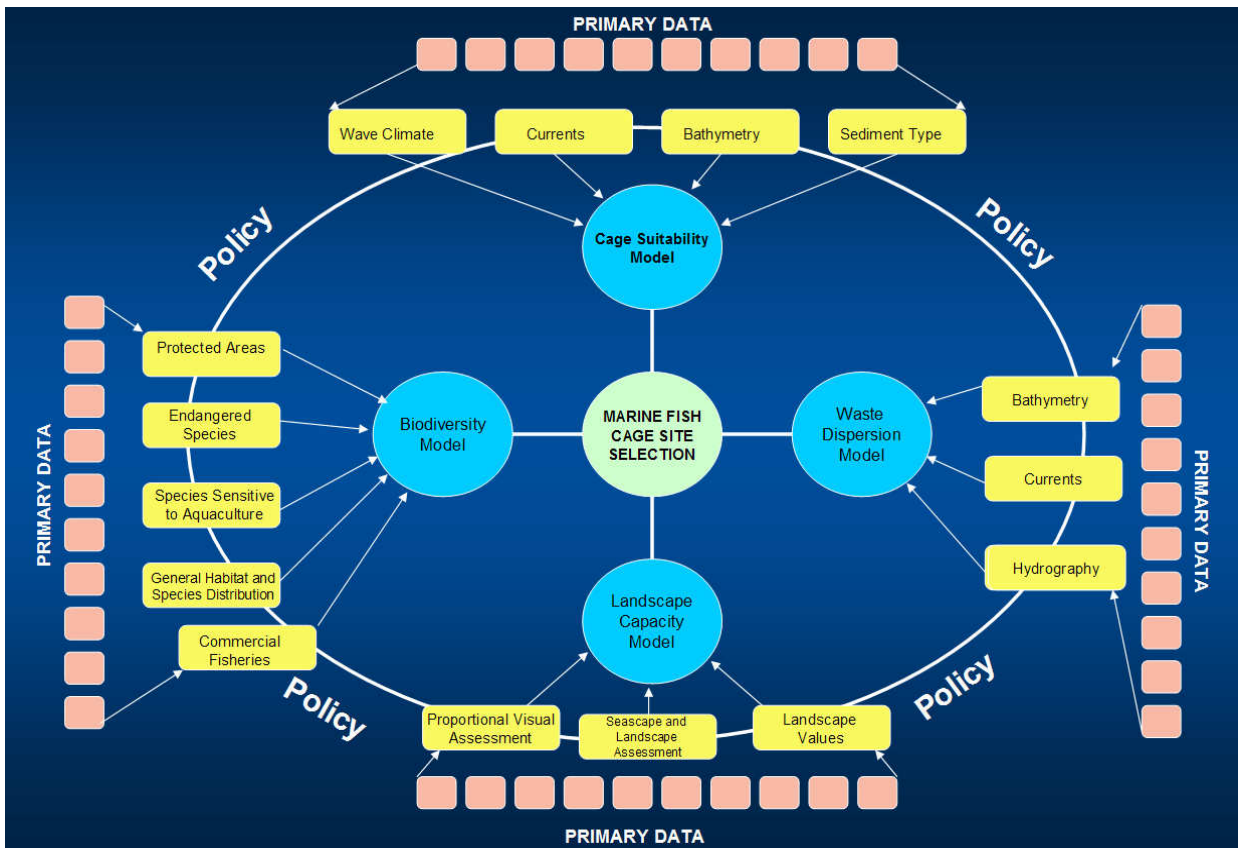 PRIMARY DATA
Wave Climate
Currents
Bathymetry
Sediment Type
Policy
Policy
Cage Suitability
Model
Protected Areas
Endangered
Species
Species Sensitive
to Aquaculture
General Habitat and
Species Distribution
Commercial
Fisheries
PRIMARY DATA
Biodiversity
Model
MARINE FISH
CAGE SITE
SELECTION
Waste
Dispersion
Model
Bathymetry
Currents
Hydrography
PRIMARY DATA
Landscape
Capacity
Model
Policy
Policy
Proportional Visual
Assessment
Seascape and
Landscape
Assessment
Landscape
Values
PRIMARY DATA